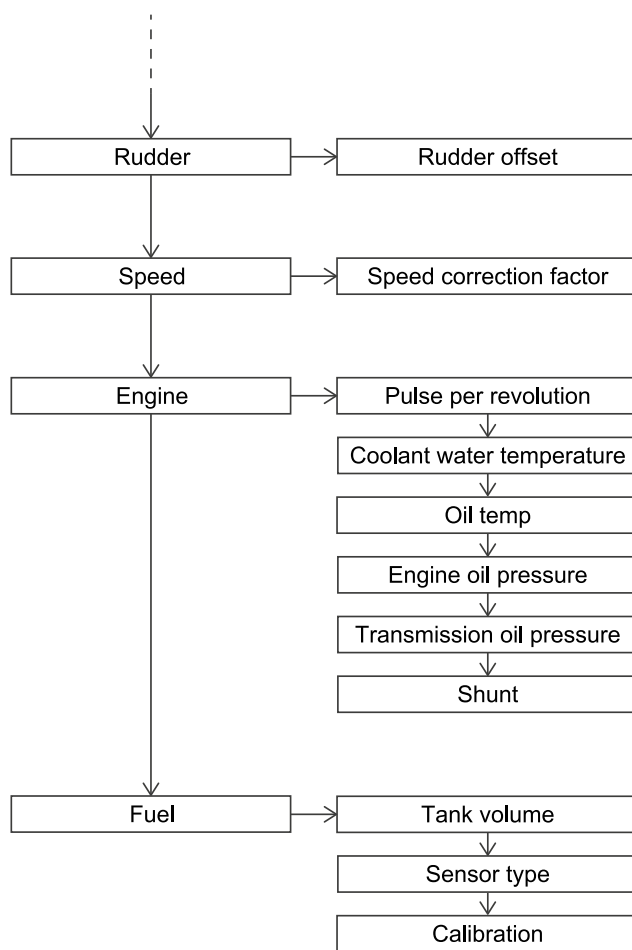 Rudder
Rudder offset
Speed
Speed correction factor
Engine
Pulse per revolution
Coolant water temperature
Oil temp
Engine oil pressure
Transmission oil pressure
Shunt
Fuel
Tank volume
Sensor type
Calibration